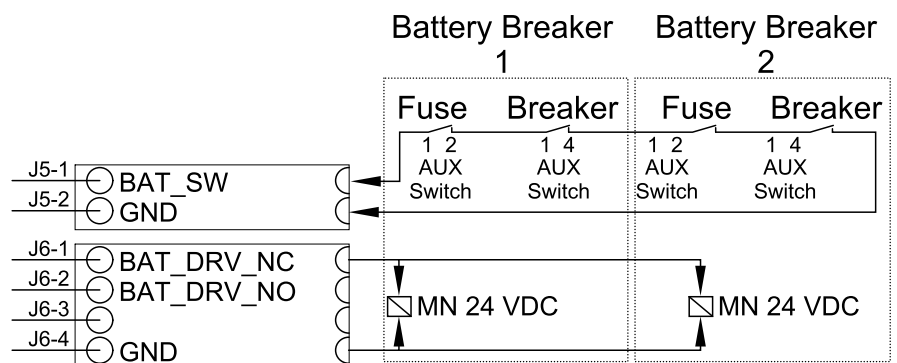 Battery Breaker 1
Battery Breaker 2
Fuse Breaker Fuse Breaker
1 2 1 4 1 2 1 4
AUX Switch AUX Switch AUX Switch AUX Switch
J5-1 BAT_SW
J5-2 GND
J6-1 BAT_DRV_NC
J6-2 BAT_DRV_NO
MN 24 VDC MN 24 VDC
J6-3
J6-4 GND